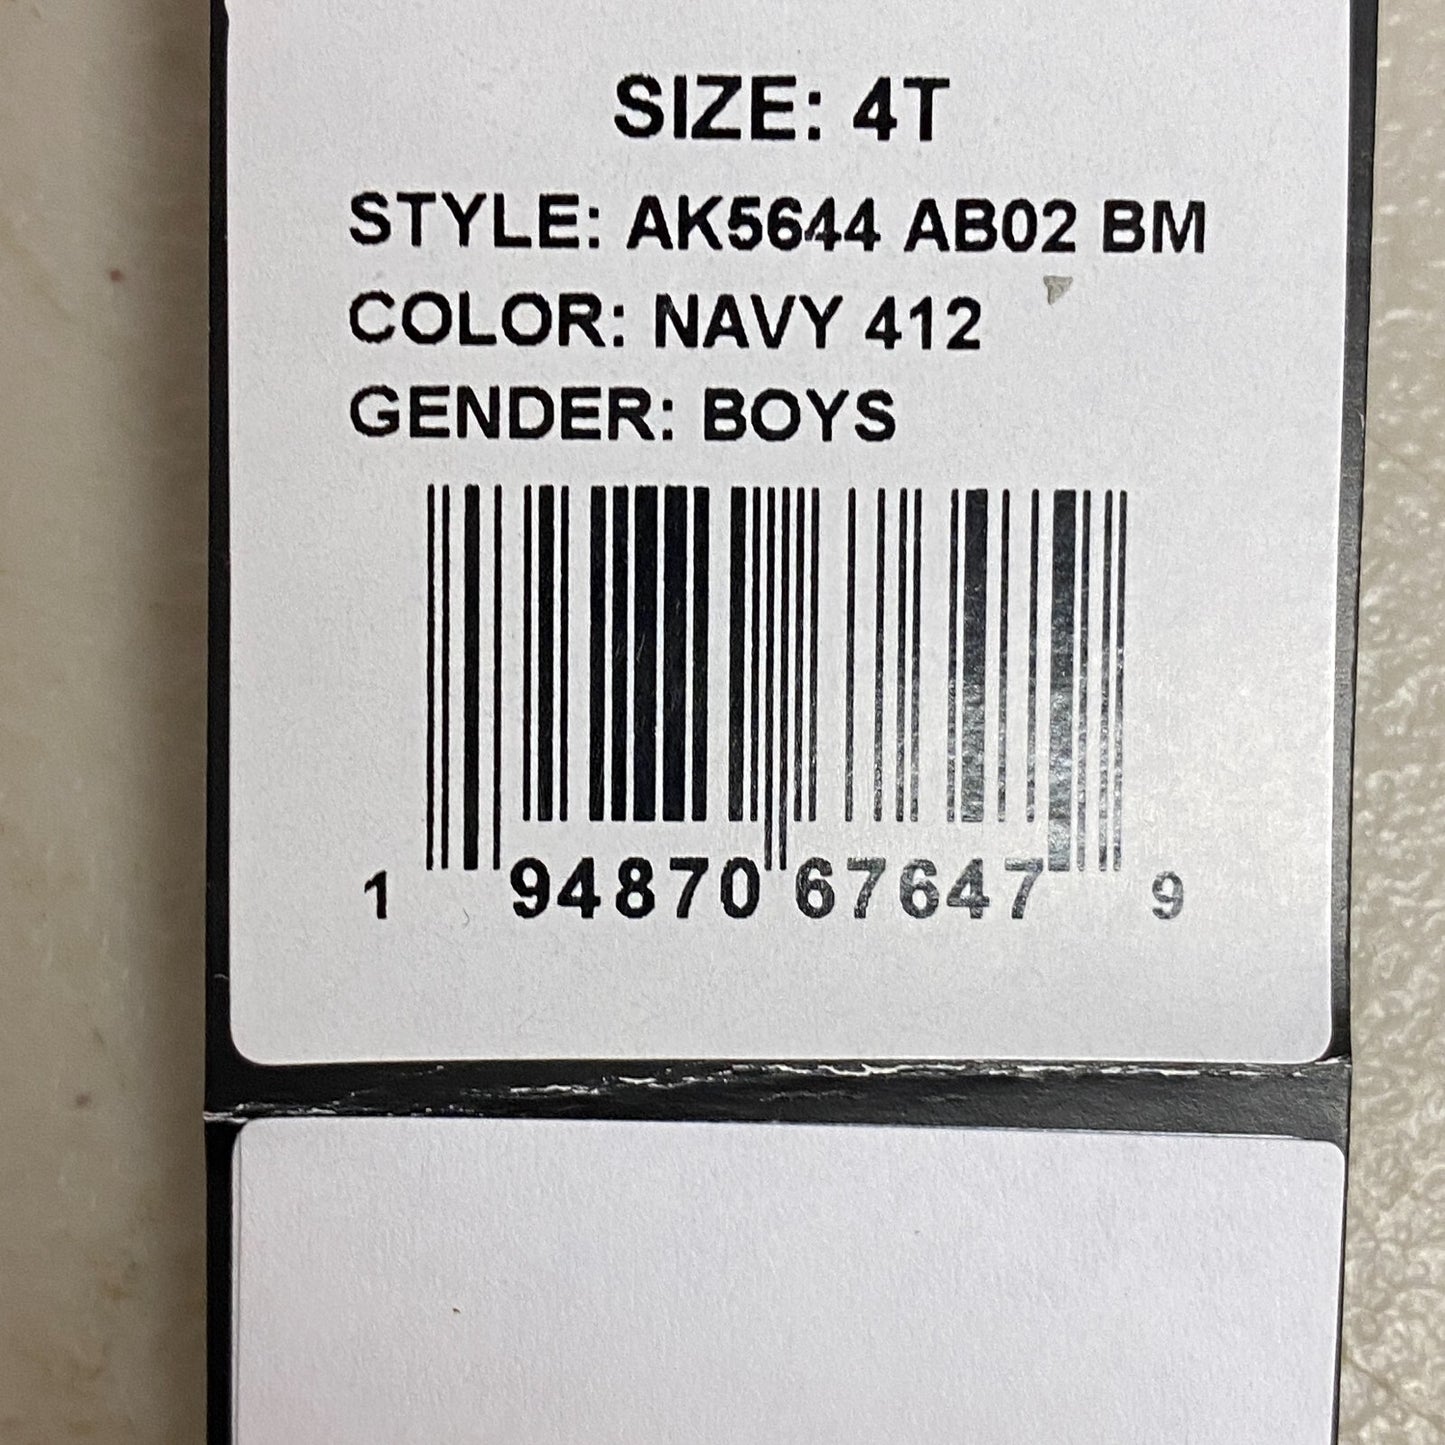 SIZE: 4T
STYLE: AK5644 AB02 BM
COLOR: NAVY 412
GENDER: BOYS
1 94870 67647 9